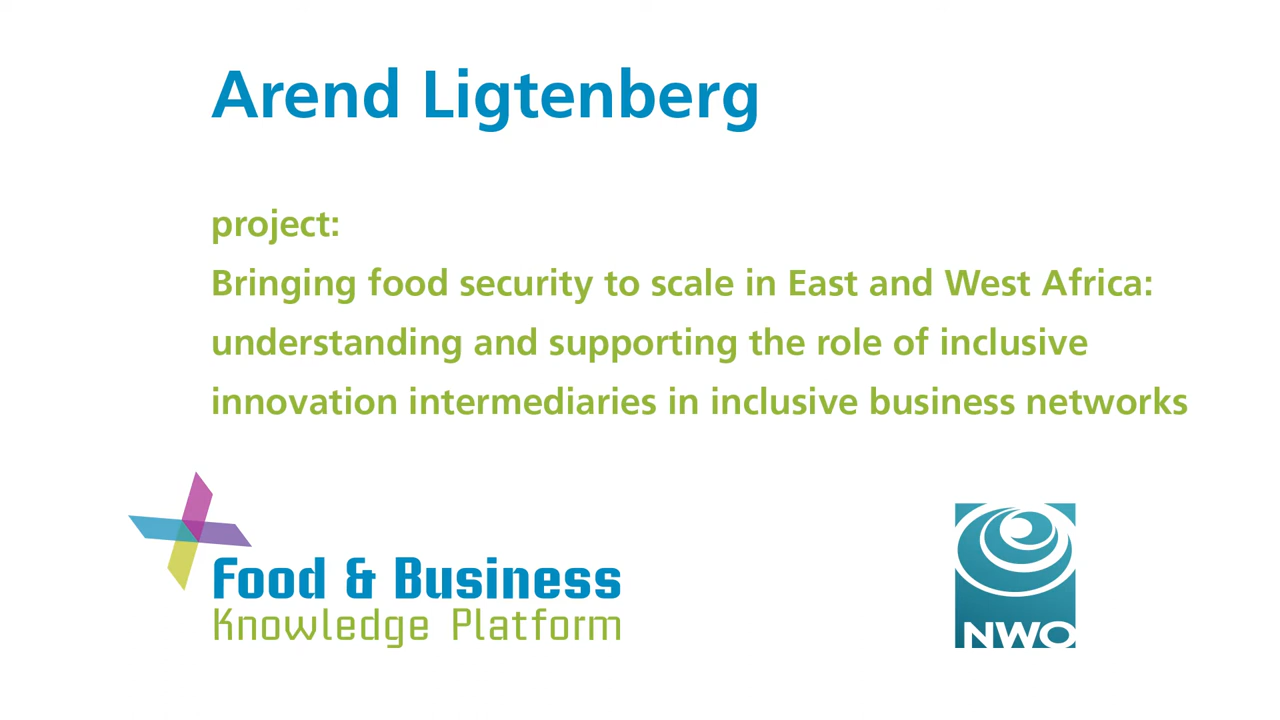 Arend Ligtenberg
project:
Bringing food security to scale in East and West Africa:
understanding and supporting the role of inclusive
innovation intermediaries in inclusive business networks
Food & Business
Knowledge Platform
NWO